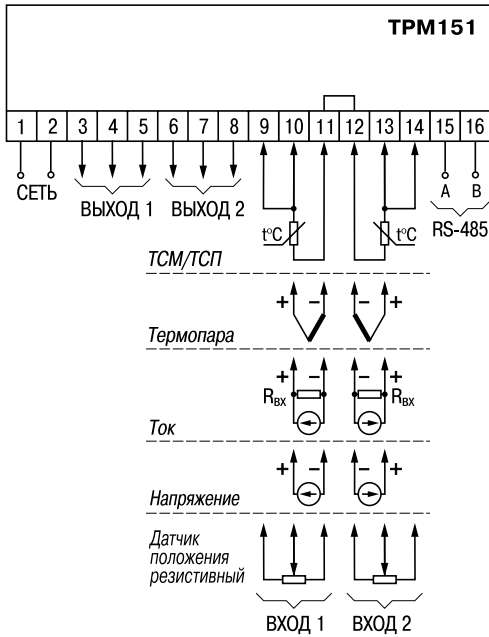 ТРМ151
1 2 3 4 5 6 7 8 9 10 11 12 13 14 15 16
СЕТЬ
ВЫХОД 1
ВЫХОД 2
A
B
RS-485
t°C
t°C
ТСМ/ТСП
+ − − +
Термопара
+ − − +
Rвх
Rвх
Ток
+ − − +
Напряжение
Датчик
положения
резистивный
ВХОД 1
ВХОД 2